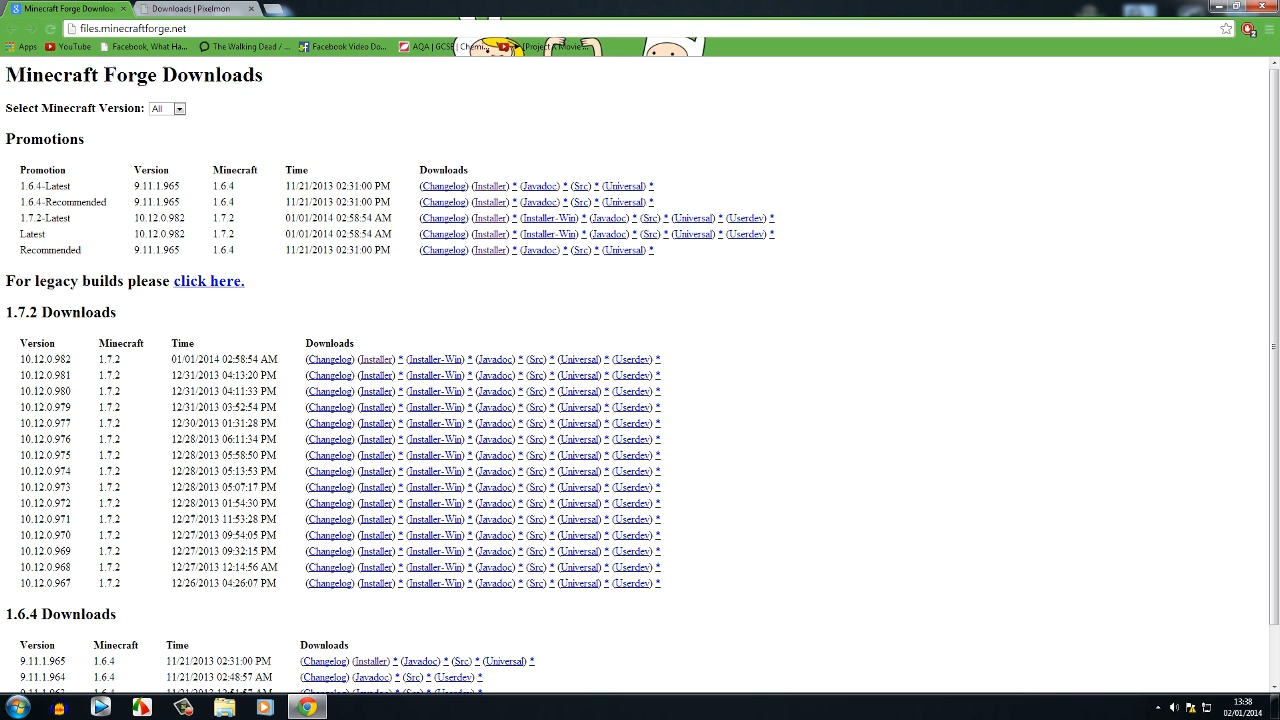 Minecraft Forge Downloa
Downloads | Pixelmon
files.minecraftforge.net
Apps YouTube Facebook, What Ha... The Walking Dead / ... Facebook Video Do... AQA | GCSE | Chemi...
Minecraft Forge Downloads
Select Minecraft Version: All
Promotions
Promotion Version Minecraft Time Downloads
1.6.4-Latest 9.11.1.965 1.6.4 11/21/2013 02:31:00 PM (Changelog) (Installer) * (Javadoc) * (Src) * (Universal) *
1.6.4-Recommended 9.11.1.965 1.6.4 11/21/2013 02:31:00 PM (Changelog) (Installer) * (Javadoc) * (Src) * (Universal) *
1.7.2-Latest 10.12.0.982 1.7.2 01/01/2014 02:58:54 AM (Changelog) (Installer) * (Installer-Win) * (Javadoc) * (Src) * (Universal) * (Userdev) *
Latest 10.12.0.982 1.7.2 01/01/2014 02:58:54 AM (Changelog) (Installer) * (Installer-Win) * (Javadoc) * (Src) * (Universal) * (Userdev) *
Recommended 9.11.1.965 1.6.4 11/21/2013 02:31:00 PM (Changelog) (Installer) * (Javadoc) * (Src) * (Universal) *
For legacy builds please click here.
1.7.2 Downloads
Version Minecraft Time Downloads
10.12.0.982 1.7.2 01/01/2014 02:58:54 AM (Changelog) (Installer) * (Installer-Win) * (Javadoc) * (Src) * (Universal) * (Userdev) *
10.12.0.981 1.7.2 12/31/2013 04:13:20 PM (Changelog) (Installer) * (Installer-Win) * (Javadoc) * (Src) * (Universal) * (Userdev) *
10.12.0.980 1.7.2 12/31/2013 04:11:33 PM (Changelog) (Installer) * (Installer-Win) * (Javadoc) * (Src) * (Universal) * (Userdev) *
10.12.0.979 1.7.2 12/31/2013 03:52:54 PM (Changelog) (Installer) * (Installer-Win) * (Javadoc) * (Src) * (Universal) * (Userdev) *
10.12.0.977 1.7.2 12/30/2013 01:31:28 PM (Changelog) (Installer) * (Installer-Win) * (Javadoc) * (Src) * (Universal) * (Userdev) *
10.12.0.976 1.7.2 12/28/2013 06:11:34 PM (Changelog) (Installer) * (Installer-Win) * (Javadoc) * (Src) * (Universal) * (Userdev) *
10.12.0.975 1.7.2 12/28/2013 05:58:50 PM (Changelog) (Installer) * (Installer-Win) * (Javadoc) * (Src) * (Universal) * (Userdev) *
10.12.0.974 1.7.2 12/28/2013 05:13:53 PM (Changelog) (Installer) * (Installer-Win) * (Javadoc) * (Src) * (Universal) * (Userdev) *
10.12.0.973 1.7.2 12/28/2013 05:07:17 PM (Changelog) (Installer) * (Installer-Win) * (Javadoc) * (Src) * (Universal) * (Userdev) *
10.12.0.972 1.7.2 12/28/2013 01:54:30 PM (Changelog) (Installer) * (Installer-Win) * (Javadoc) * (Src) * (Universal) * (Userdev) *
10.12.0.971 1.7.2 12/27/2013 11:53:28 PM (Changelog) (Installer) * (Installer-Win) * (Javadoc) * (Src) * (Universal) * (Userdev) *
10.12.0.970 1.7.2 12/27/2013 09:54:05 PM (Changelog) (Installer) * (Installer-Win) * (Javadoc) * (Src) * (Universal) * (Userdev) *
10.12.0.969 1.7.2 12/27/2013 09:32:15 PM (Changelog) (Installer) * (Installer-Win) * (Javadoc) * (Src) * (Universal) * (Userdev) *
10.12.0.968 1.7.2 12/27/2013 12:14:56 AM (Changelog) (Installer) * (Installer-Win) * (Javadoc) * (Src) * (Universal) * (Userdev) *
10.12.0.967 1.7.2 12/26/2013 04:26:07 PM (Changelog) (Installer) * (Installer-Win) * (Javadoc) * (Src) * (Universal) * (Userdev) *
1.6.4 Downloads
Version Minecraft Time Downloads
9.11.1.965 1.6.4 11/21/2013 02:31:00 PM (Changelog) (Installer) * (Javadoc) * (Src) * (Universal) *
9.11.1.964 1.6.4 11/21/2013 02:48:57 AM (Changelog) (Javadoc) * (Src) * (Userdev) *
13:38
02/01/2014